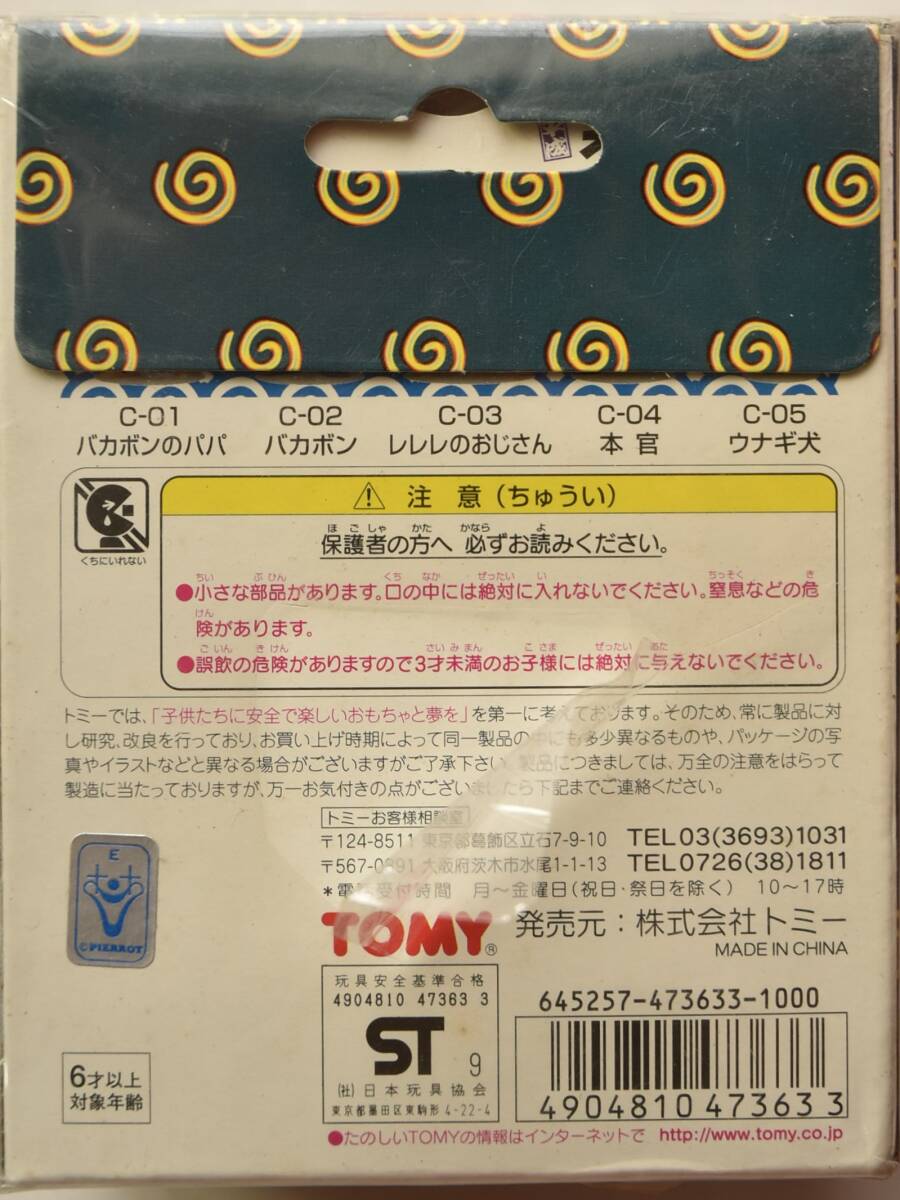 C-01 C-02 C-03 C-04 C-05
バカボンのパパ バカボン レレレのおじさん 本官 ウナギ犬
くちにいれない
注 意(ちゅうい)
保護者の方へ 必ずお読みください。
●小さな部品があります。口の中には絶対に入れないでください。窒息などの危
険があります。
●誤飲の危険がありますので3才未満のお子様には絶対に与えないでください。
トミーでは、「子供たちに安全で楽しいおもちゃと夢を」を第一に考えております。そのため、常に製品に対
し研究、改良を行っており、お買い上げ時期によって同一製品の中にも多少異なるものや、パッケージの写
真やイラストなどと異なる場合がございますがご了承下さい。製品につきましては、万全の注意をはらって
製造に当たっておりますが、万一お気付きの点がございましたら下記までご連絡ください。
トミーお客様相談室
〒124-8511 東京都葛飾区立石7-9-10 TEL03(3693)1031
〒567-0891 大阪府茨木市水尾1-1-13 TEL0726(38)1811
*電話受付時間 月~金曜日(祝日・祭日を除く) 10~17時
E
©PIERROT
TOMY® 発売元:株式会社トミー
MADE IN CHINA
玩具安全基準合格
4904810 47363 3
ST 9
(社)日本玩具協会
東京都墨田区東駒形 4-22-4
645257-473633-1000
4904810 473633
6才以上
対象年齢
●たのしいTOMYの情報はインターネットで http://www.tomy.co.jp